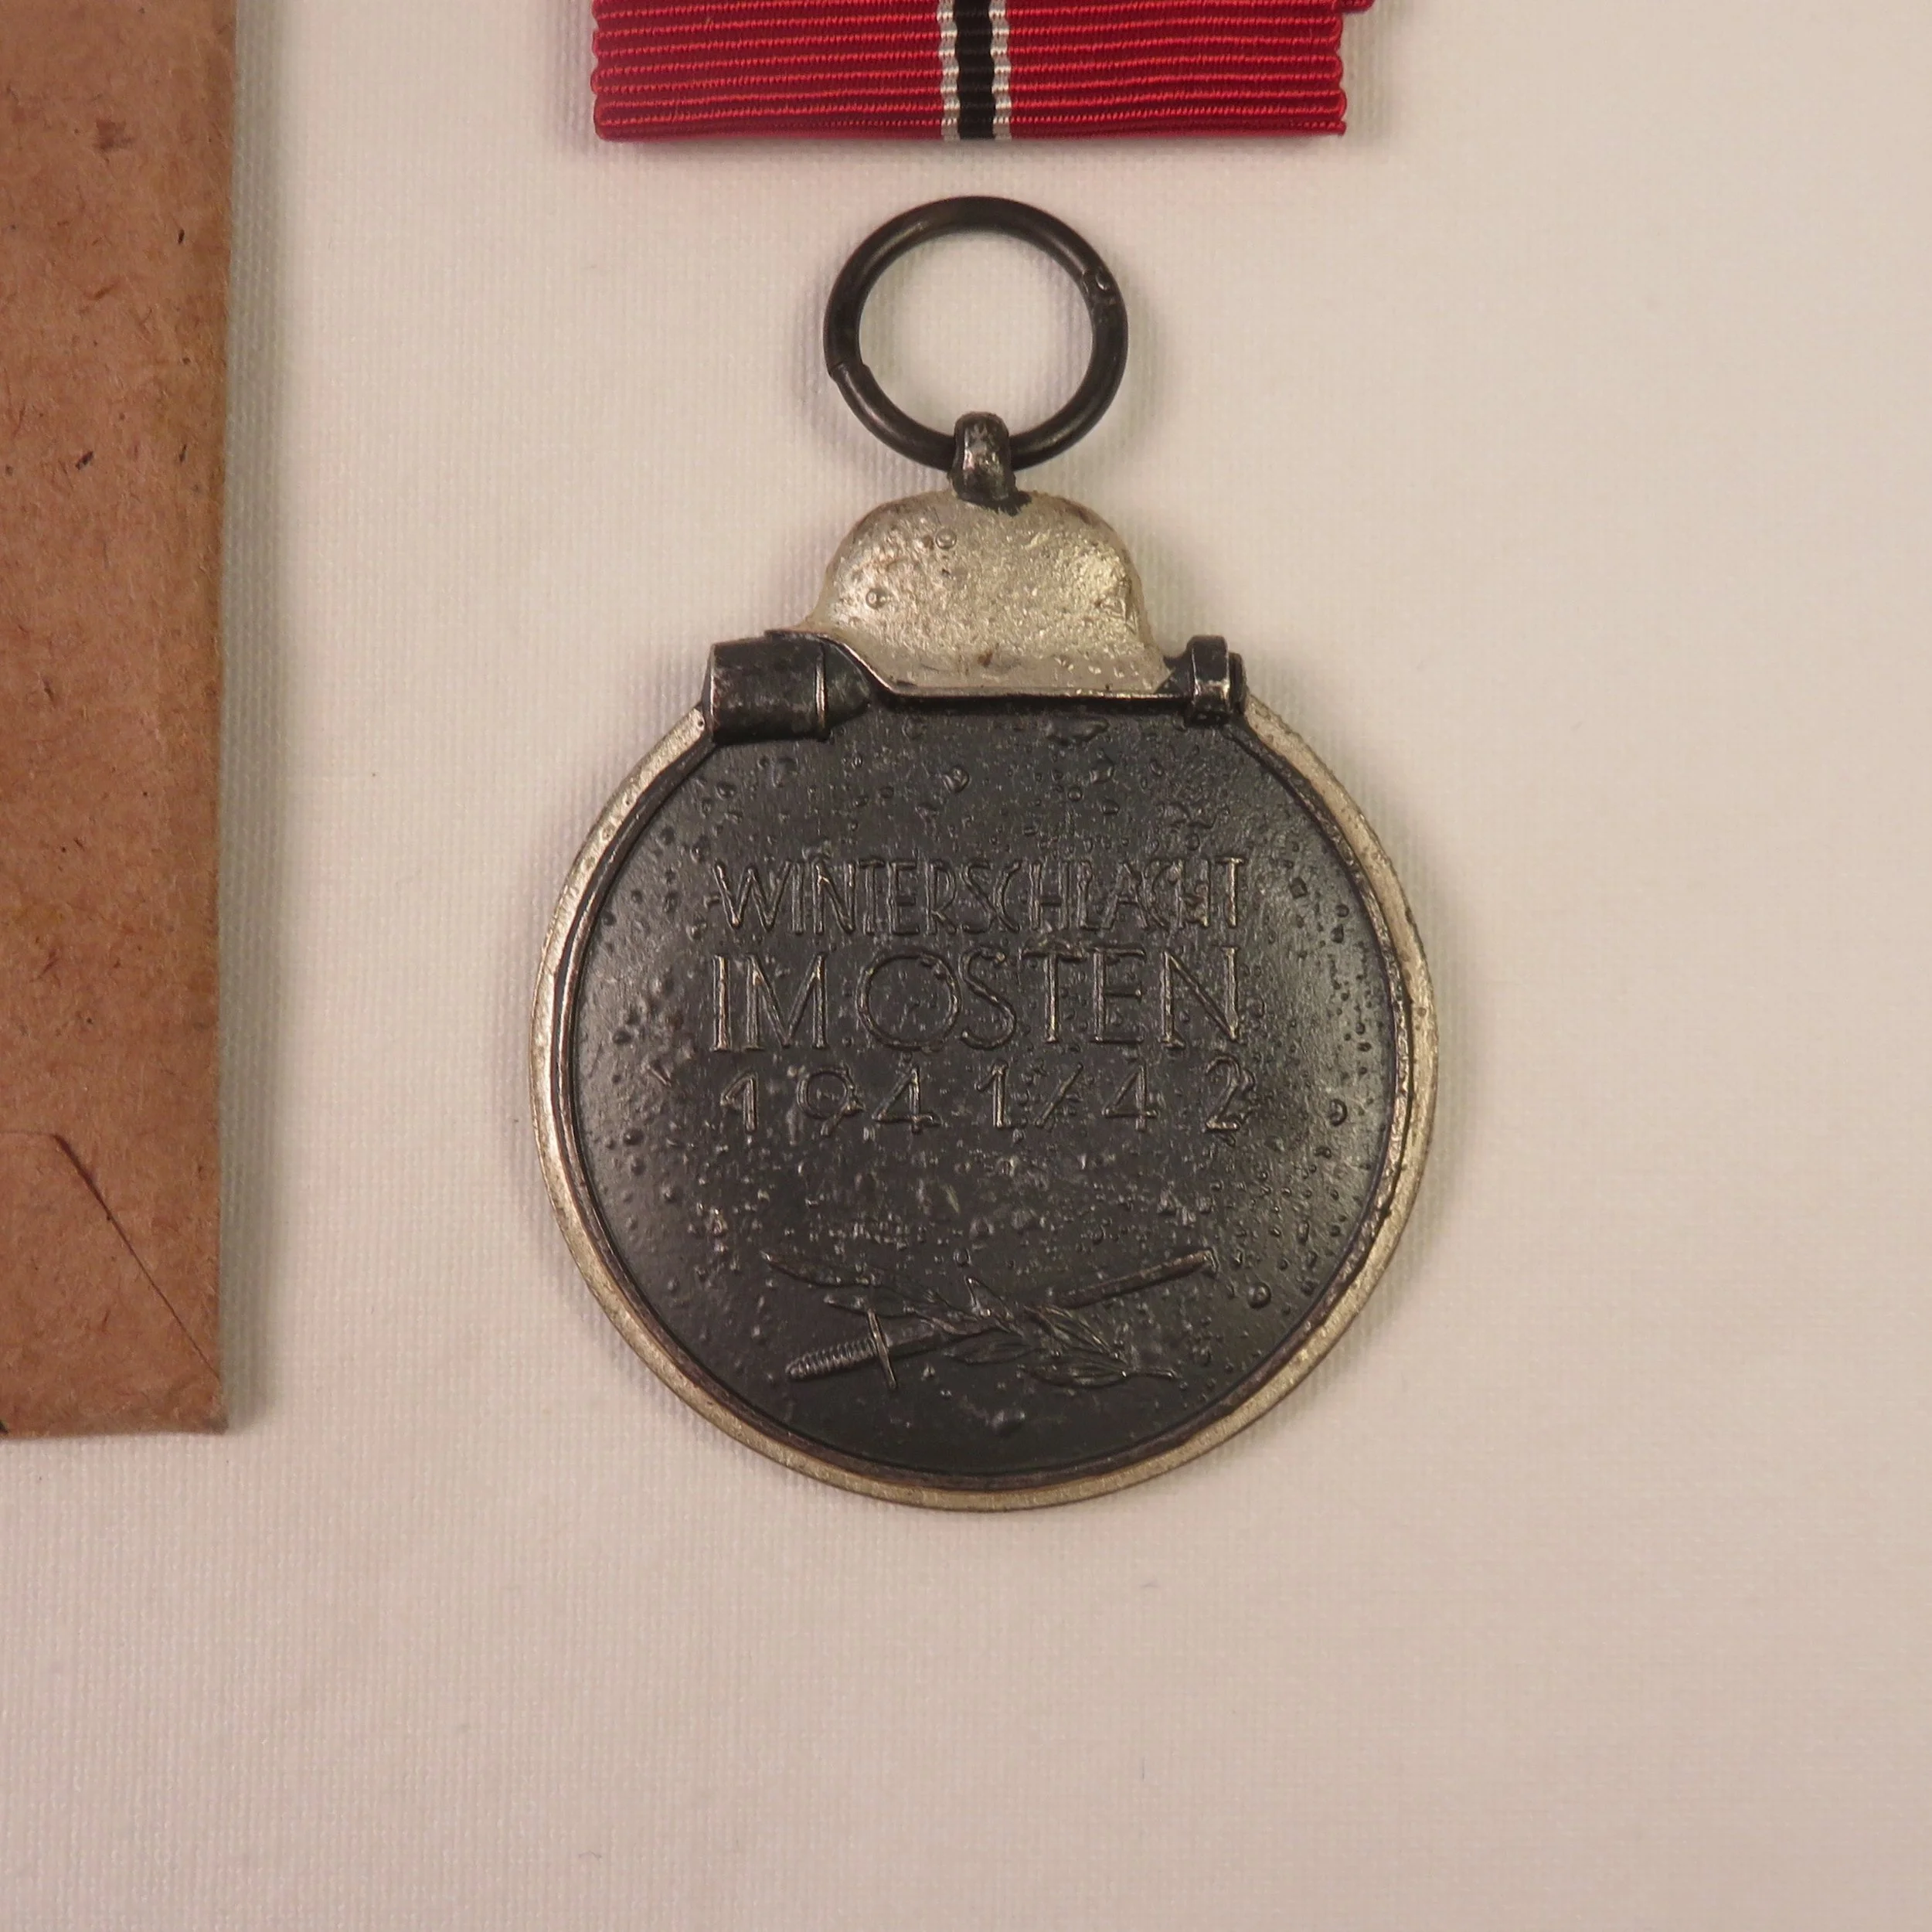 WINTERSCHLACHT
IM OSTEN
1941/42